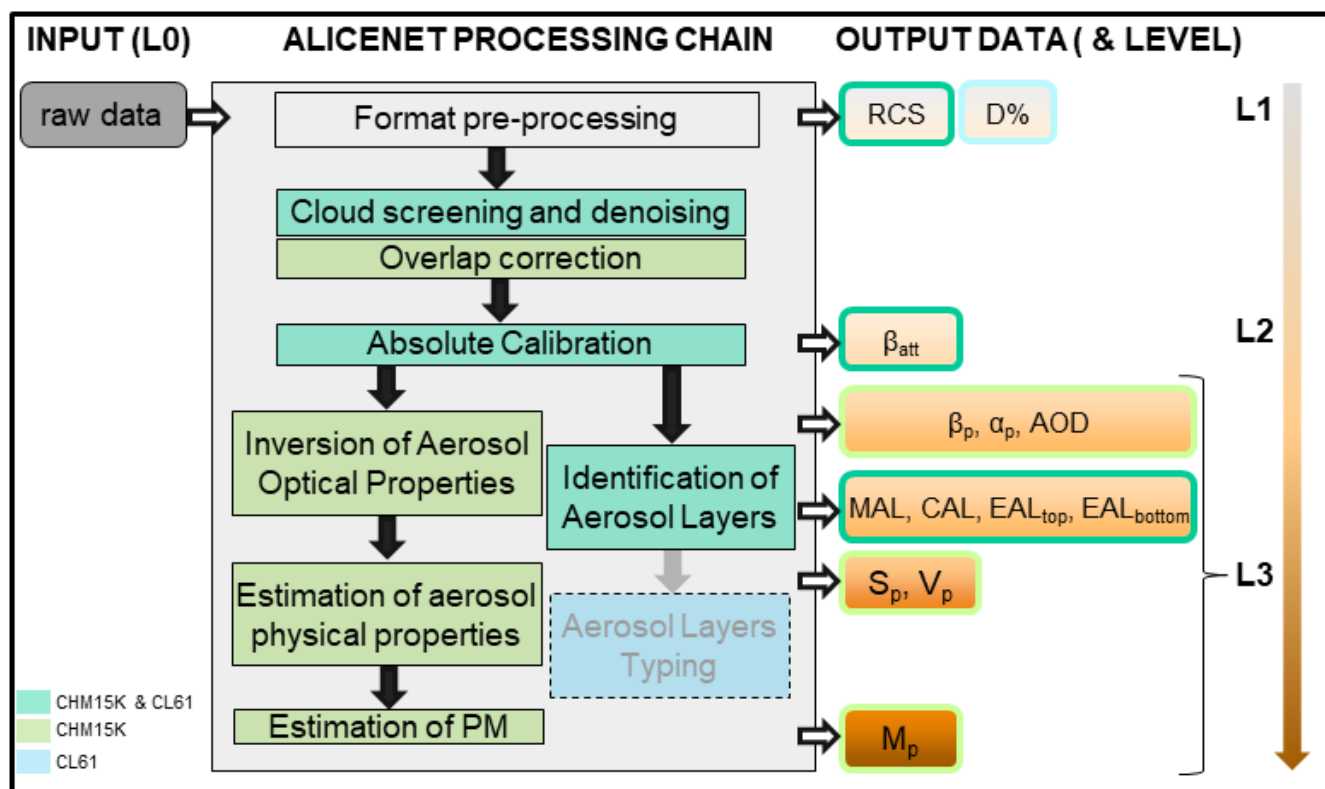 INPUT (L0)
ALICENET PROCESSING CHAIN
OUTPUT DATA ( & LEVEL)
raw data
Format pre-processing
RCS
D%
L1
Cloud screening and denoising
Overlap correction
Absolute Calibration
βatt
L2
Inversion of Aerosol
Optical Properties
Identification of
Aerosol Layers
βp, αp, AOD
MAL, CAL, EALtop, EALbottom
L3
Estimation of aerosol
physical properties
Aerosol Layers
Typing
Sp, Vp
Estimation of PM
Mp
CHM15K & CL61
CHM15K
CL61